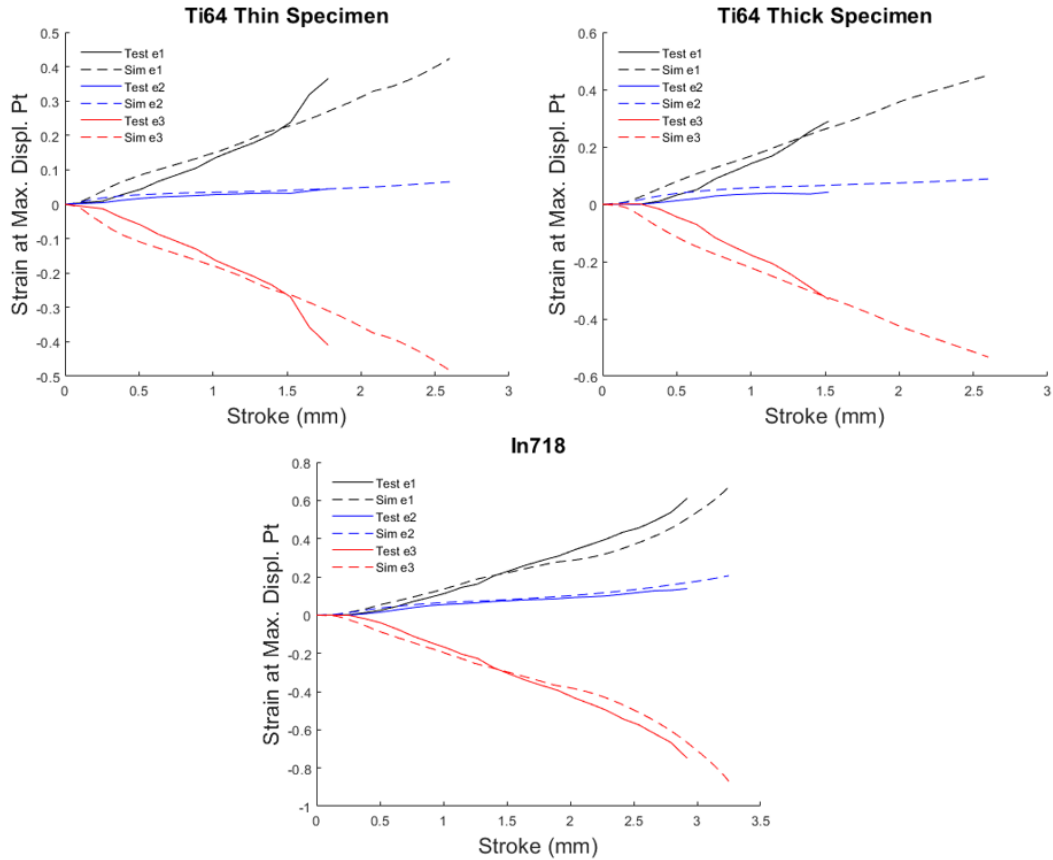 Ti64 Thin Specimen
Strain at Max. Displ. Pt
0.5
0.4
0.3
0.2
0.1
0
-0.1
-0.2
-0.3
-0.4
-0.5
Test e1
Sim e1
Test e2
Sim e2
Test e3
Sim e3
0 0.5 1 1.5 2 2.5 3
Stroke (mm)
Ti64 Thick Specimen
Strain at Max. Displ. Pt
0.6
0.4
0.2
0
-0.2
-0.4
-0.6
Test e1
Sim e1
Test e2
Sim e2
Test e3
Sim e3
0 0.5 1 1.5 2 2.5 3
Stroke (mm)
In718
Strain at Max. Displ. Pt
0.8
0.6
0.4
0.2
0
-0.2
-0.4
-0.6
-0.8
-1
Test e1
Sim e1
Test e2
Sim e2
Test e3
Sim e3
0 0.5 1 1.5 2 2.5 3 3.5
Stroke (mm)